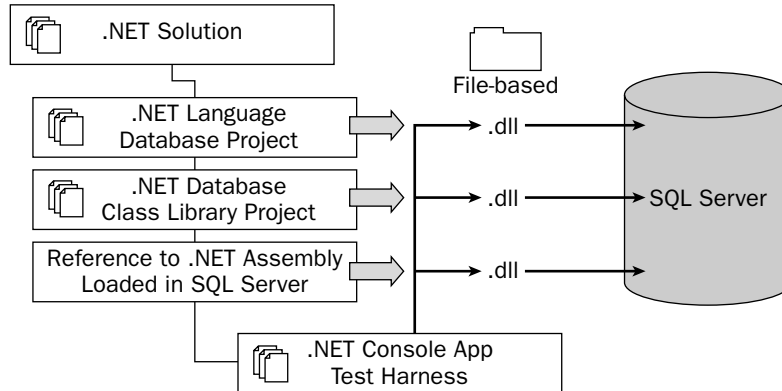 .NET Solution
File-based
.NET Language
Database Project
.dll
.NET Database
Class Library Project
.dll
SQL Server
Reference to .NET Assembly
Loaded in SQL Server
.dll
.NET Console App
Test Harness